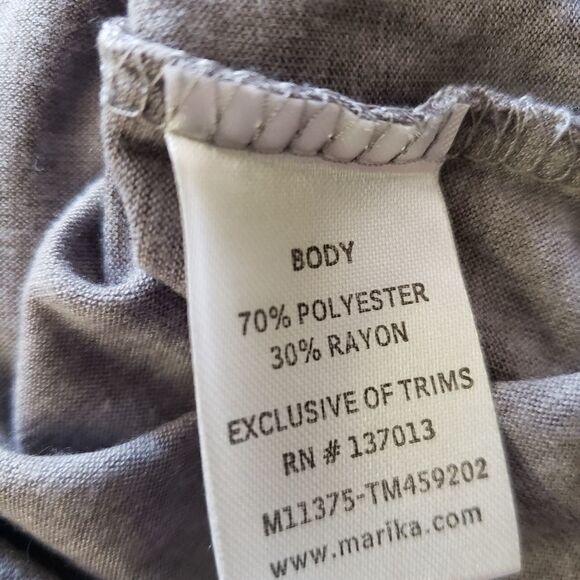 BODY
70% POLYESTER
30% RAYON
EXCLUSIVE OF TRIMS
RN # 137013
M11375-TM459202
www.marika.com